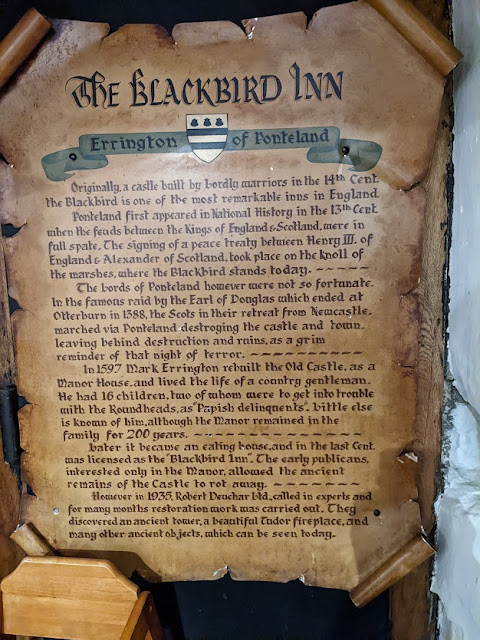 The Blackbird Inn
Errington of Ponteland
Originally, a castle built by Lordly warriors in the 14th Cent.
the Blackbird is one of the most remarkable inns in England.
Ponteland first appeared in National History in the 13th Cent.
when the feuds between the Kings of England & Scotland, were in
full spate. The signing of a peace treaty between Henry III. of
England & Alexander of Scotland, took place on the knoll of
the marshes, where the Blackbird stands today.
The Lords of Ponteland however were not so fortunate.
In the famous raid by the Earl of Douglas which ended at
Otterburn in 1388, the Scots in their retreat from Newcastle.
marched via Ponteland destroying the castle and town.
leaving behind destruction and ruins, as a grim
reminder of that night of terror.
In 1597 Mark Errington rebuilt the Old Castle, as a
Manor House, and lived the life of a country gentleman.
He had 16 children, two of whom were to get into trouble
with the Roundheads, as "Papish delinquents". Little else
is known of him, although the Manor remained in the
family for 200 years.
Later it became an eating house, and in the last Cent.
was licensed as the "Blackbird Inn". The early publicans,
interested only in the Manor, allowed the ancient
remains of the Castle to rot away.
However in 1935, Robert Deuchar Ltd., called in experts and
for many months restoration work was carried out. They
discovered an ancient tower, a beautiful Tudor fireplace, and
many other ancient objects, which can be seen today.